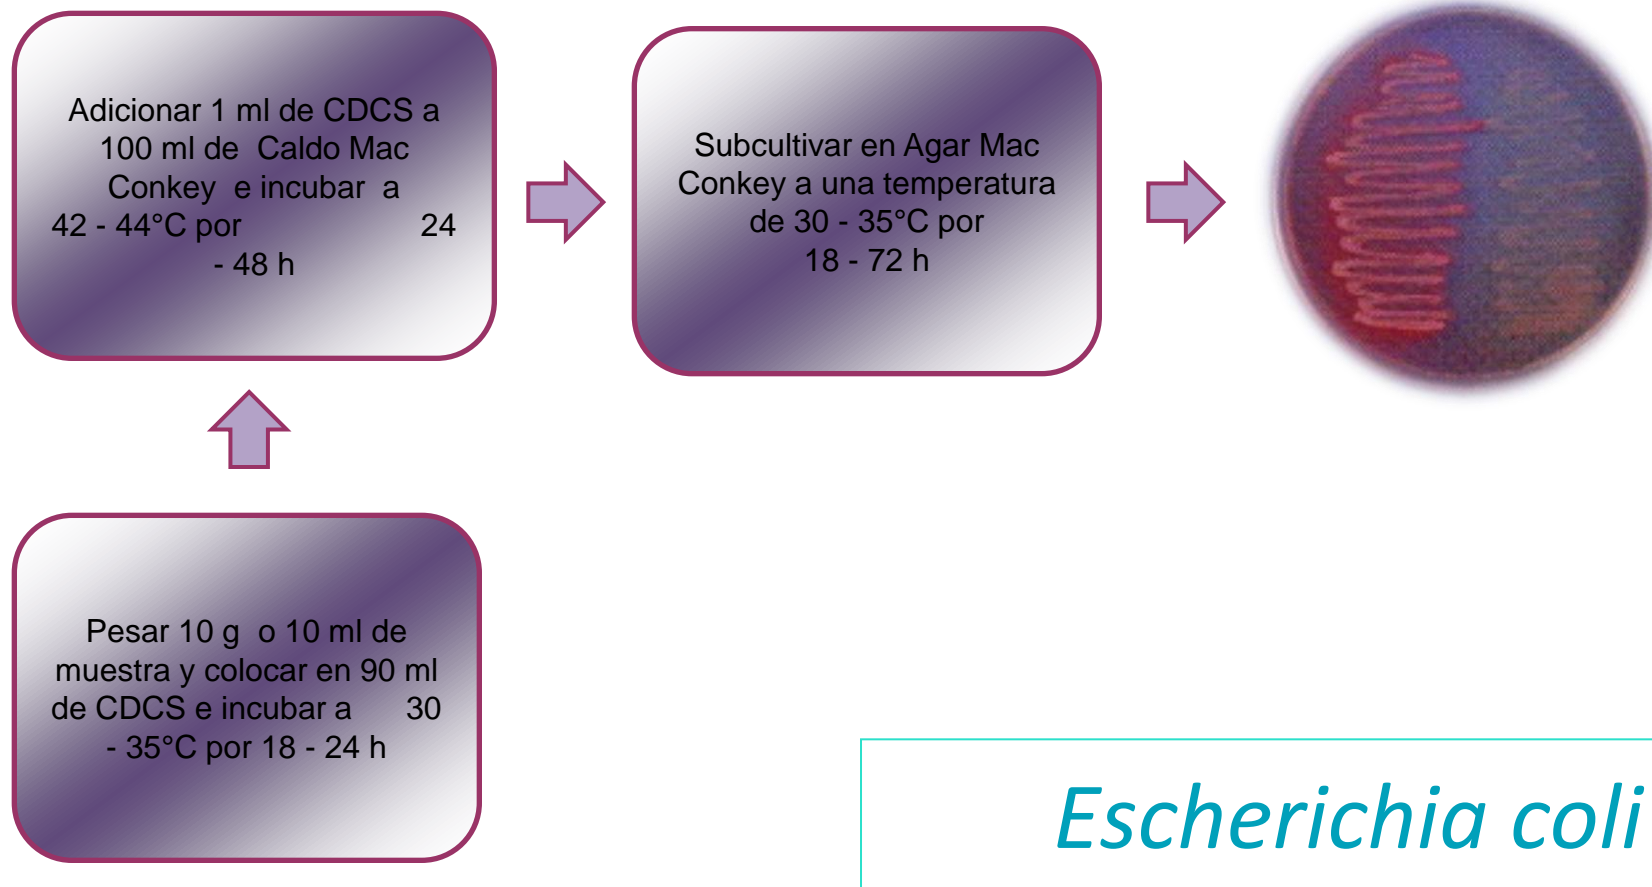 Adicionar 1 ml de CDCS a
100 ml de Caldo Mac
Conkey e incubar a
42 - 44°C por 24
- 48 h
Subcultivar en Agar Mac
Conkey a una temperatura
de 30 - 35°C por
18 - 72 h
Pesar 10 g o 10 ml de
muestra y colocar en 90 ml
de CDCS e incubar a 30
- 35°C por 18 - 24 h
Escherichia coli